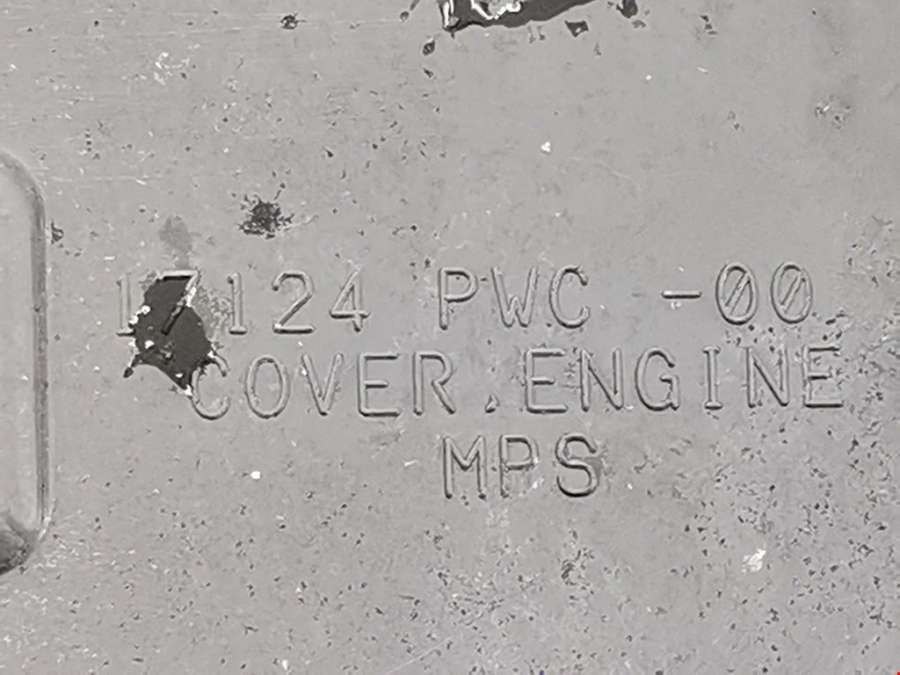 17124 PWC -00
COVER.ENGINE
MPS